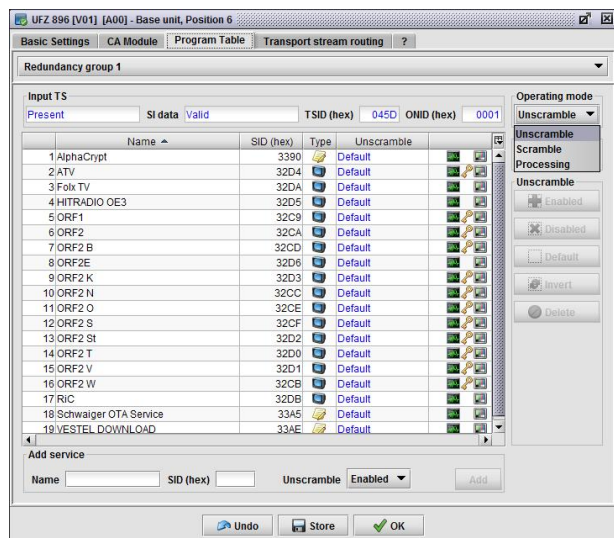 UFZ 896 [V01] [A00] - Base unit, Position 6
Basic Settings CA Module Program Table Transport stream routing ?
Redundancy group 1
Input TS
Present SI data Valid TSID (hex) 045D ONID (hex) 0001
Operating mode
Unscramble
Unscramble
Scramble
Processing
Name SID (hex) Type Unscramble
1 AlphaCrypt 3390 Default
2 ATV 32D4 Default
3 Folx TV 32DA Default
4 HITRADIO OE3 32D5 Default
5 ORF1 32C9 Default
6 ORF2 32CA Default
7 ORF2 B 32CD Default
8 ORF2E 32D6 Default
9 ORF2 K 32D3 Default
10 ORF2 N 32CC Default
11 ORF2 O 32CE Default
12 ORF2 S 32CF Default
13 ORF2 St 32D2 Default
14 ORF2 T 32D0 Default
15 ORF2 V 32D1 Default
16 ORF2 W 32CB Default
17 RiC 32DB Default
18 Schwaiger OTA Service 33A5 Default
19 VESTEL DOWNLOAD 33AE Default
Unscramble
Enabled
Disabled
Default
Invert
Delete
Add service
Name SID (hex) Unscramble Enabled Add
Undo Store OK